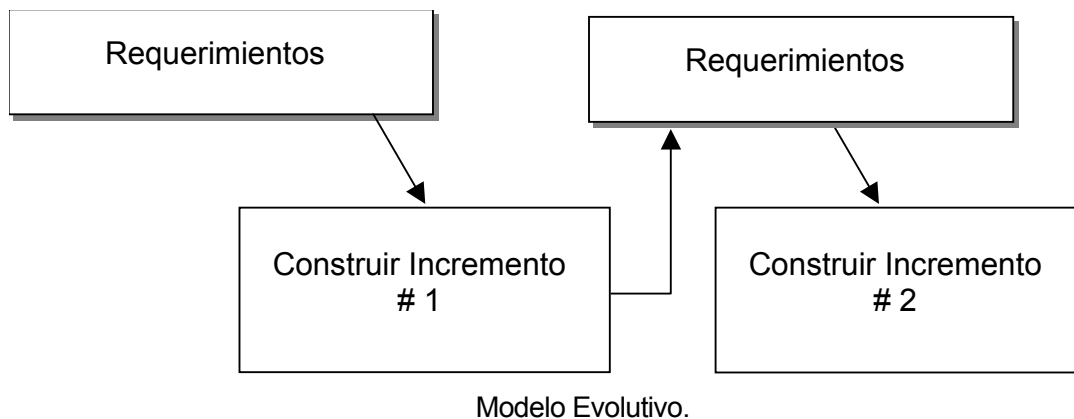 Requerimientos
Requerimientos
Construir Incremento
# 1
Construir Incremento
# 2
Modelo Evolutivo.